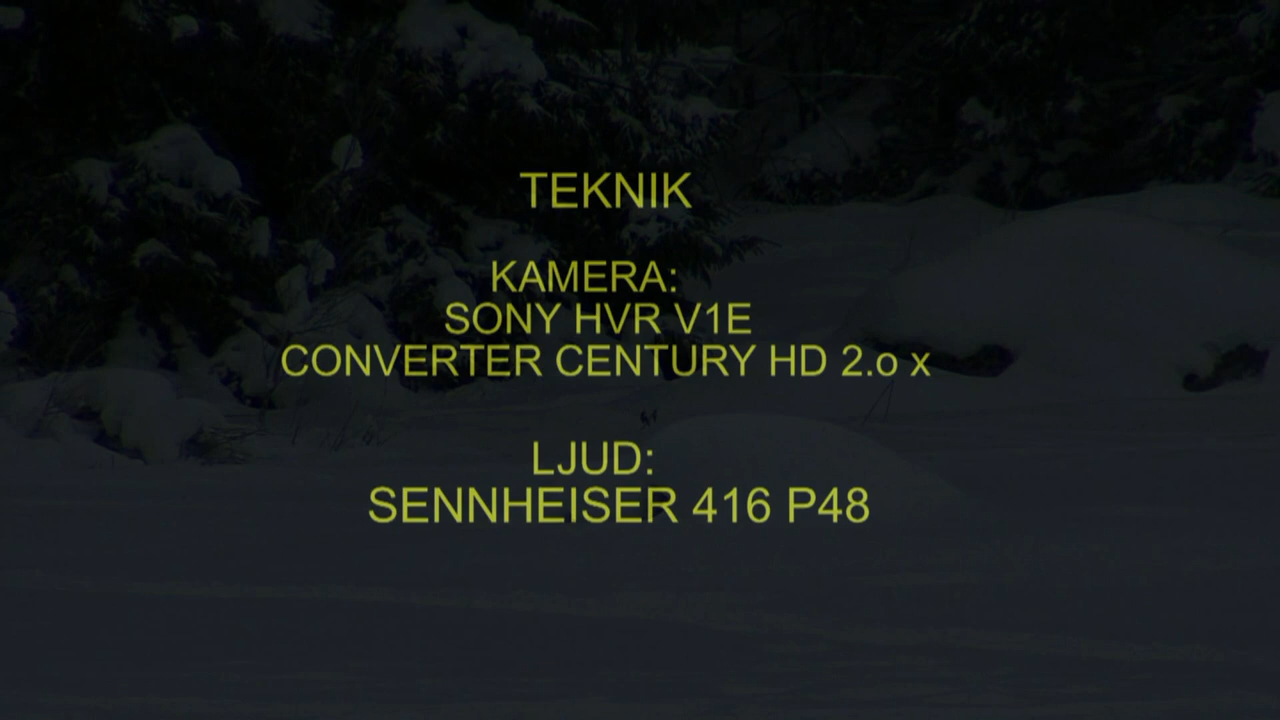 TEKNIK
KAMERA:
SONY HVR V1E
CONVERTER CENTURY HD 2.o x
LJUD:
SENNHEISER 416 P48